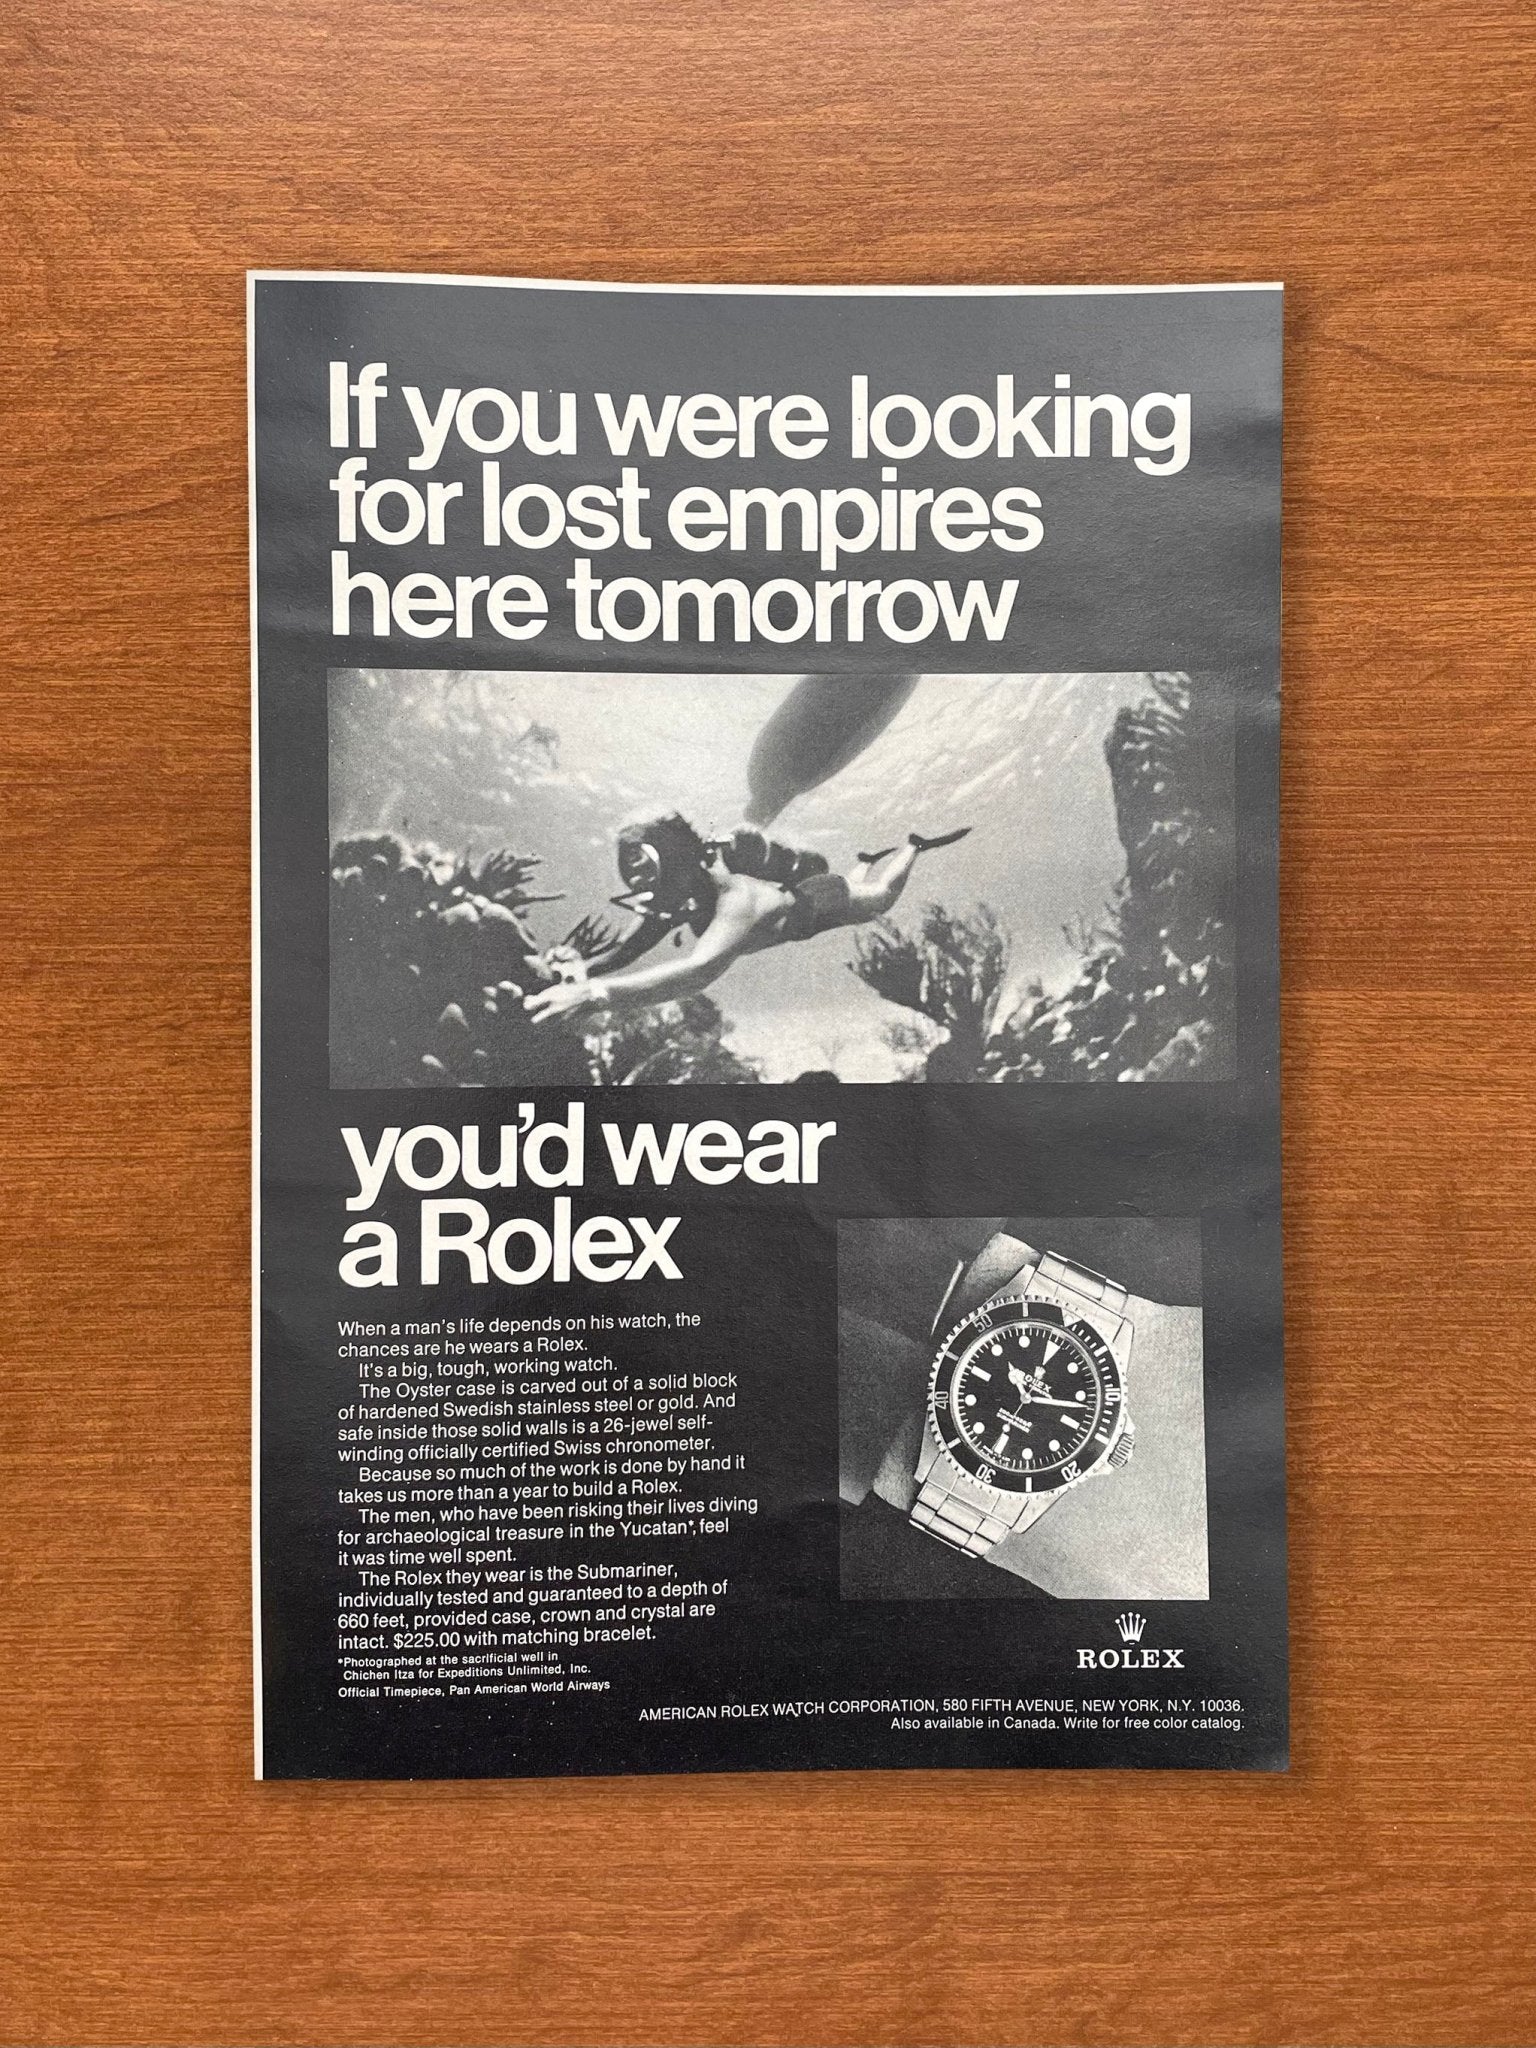 If you were looking
for lost empires
here tomorrow
you'd wear
a Rolex
When a man's life depends on his watch, the
chances are he wears a Rolex.
It's a big, tough, working watch.
The Oyster case is carved out of a solid block
of hardened Swedish stainless steel or gold. And
safe inside those solid walls is a 26-jewel self-
winding officially certified Swiss chronometer.
Because so much of the work is done by hand it
takes us more than a year to build a Rolex.
The men, who have been risking their lives diving
for archaeological treasure in the Yucatan*, feel
it was time well spent.
The Rolex they wear is the Submariner,
individually tested and guaranteed to a depth of
660 feet, provided case, crown and crystal are
intact. $225.00 with matching bracelet.
*Photographed at the sacrificial well in
Chichen Itza for Expeditions Unlimited, Inc.
Official Timepiece, Pan American World Airways
50
10
40
ROLEX
20
30
ROLEX
AMERICAN ROLEX WATCH CORPORATION, 580 FIFTH AVENUE, NEW YORK, N.Y. 10036.
Also available in Canada. Write for free color catalog.